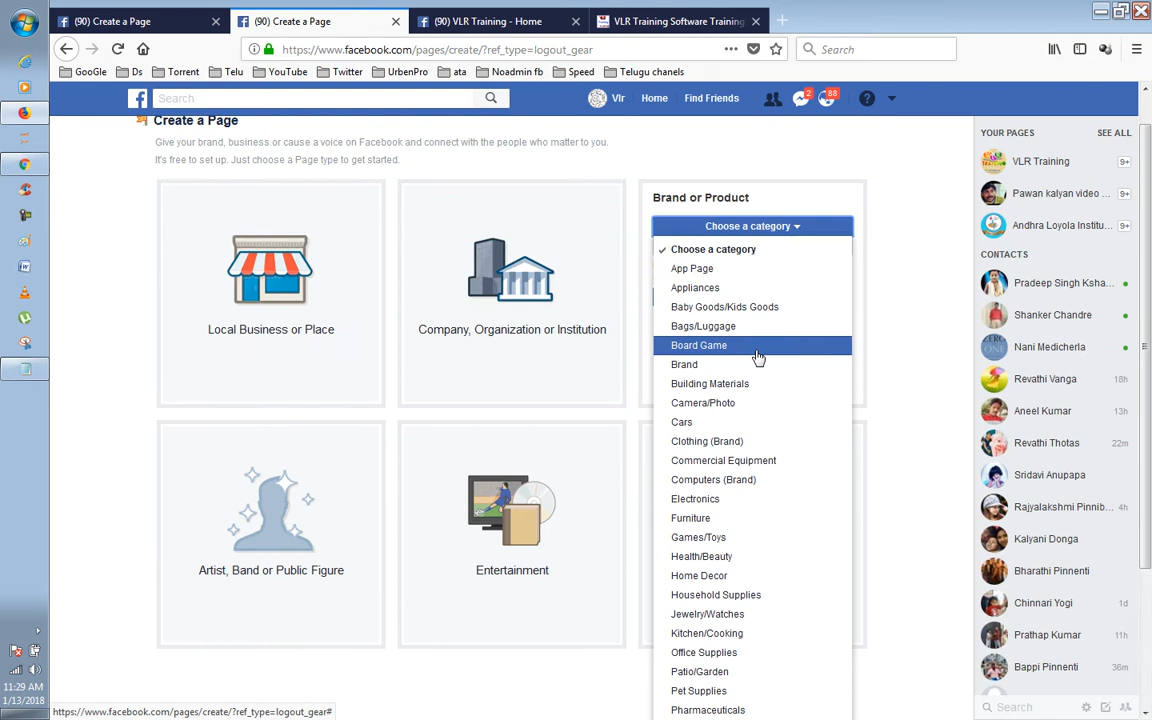 (90) Create a Page
(90) Create a Page
(90) VLR Training - Home
VLR Training Software Training
https://www.facebook.com/pages/create/?ref_type=logout_gear
Search
GooGle
Ds
Torrent
Telu
YouTube
Twitter
UrbenPro
ata
Noadmin fb
Speed
Telugu chanels
Search
Vlr
Home
Find Friends
2
88
Create a Page
Give your brand, business or cause a voice on Facebook and connect with the people who matter to you.
It's free to set up. Just choose a Page type to get started.
Local Business or Place
Company, Organization or Institution
Brand or Product
Choose a category
Choose a category
App Page
Appliances
Baby Goods/Kids Goods
Bags/Luggage
Board Game
Brand
Building Materials
Camera/Photo
Cars
Clothing (Brand)
Commercial Equipment
Computers (Brand)
Electronics
Furniture
Games/Toys
Health/Beauty
Home Decor
Household Supplies
Jewelry/Watches
Kitchen/Cooking
Office Supplies
Patio/Garden
Pet Supplies
Pharmaceuticals
Artist, Band or Public Figure
Entertainment
YOUR PAGES SEE ALL
VLR Training 9+
Pawan kalyan video ... 9+
Andhra Loyola Institu... 9+
CONTACTS
Pradeep Singh Ksha...
Shanker Chandre
Nani Medicherla
Revathi Vanga 18h
Aneel Kumar 13h
Revathi Thotas 22m
Sridavi Anupapa
Rajyalakshmi Pinnib... 4h
Kalyani Donga
Bharathi Pinnenti
Chinnari Yogi 1d
Prathap Kumar 11h
Bappi Pinnenti 36m
Search
11:29 AM
1/13/2018
https://www.facebook.com/pages/create/?ref_type=logout_gear#